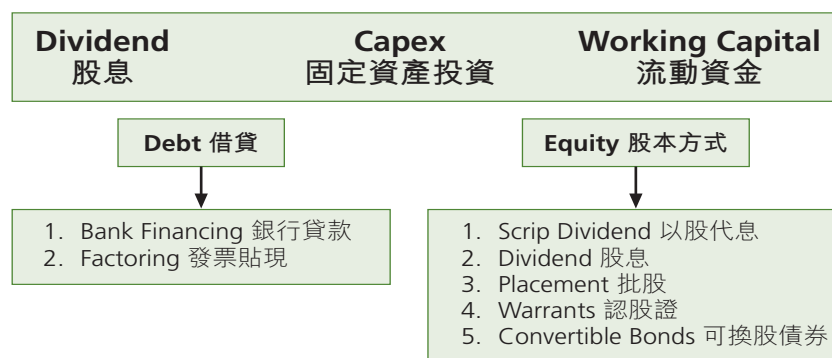 Dividend Capex Working Capital
股息 固定資產投資 流動資金
Debt 借貸 Equity 股本方式
1. Bank Financing 銀行貸款
2. Factoring 發票貼現
1. Scrip Dividend 以股代息
2. Dividend 股息
3. Placement 批股
4. Warrants 認股證
5. Convertible Bonds 可換股債券